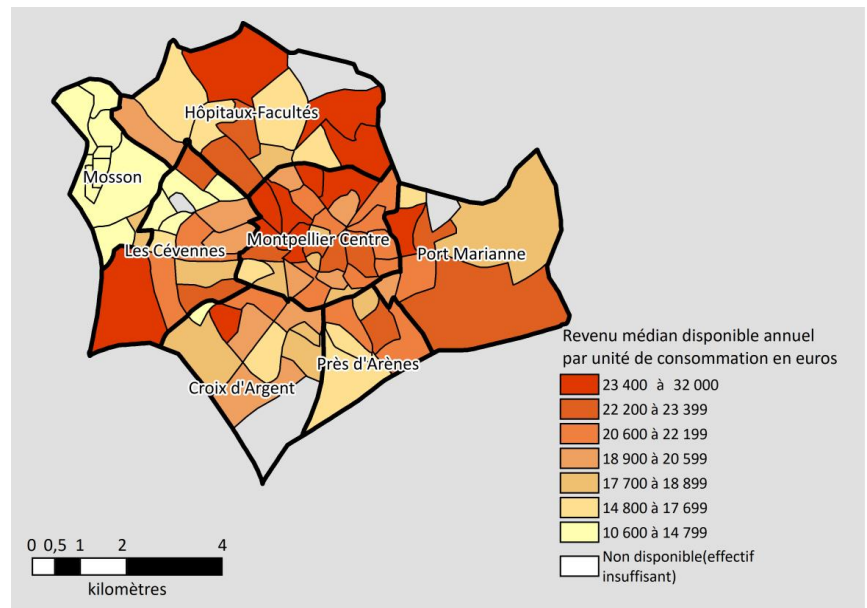 Hôpitaux-Facultés
Mosson
Les Cévennes
Montpellier Centre
Port Marianne
Près d'Arènes
Croix d'Argent
Revenu médian disponible annuel
par unité de consommation en euros
23 400 à 32 000
22 200 à 23 399
20 600 à 22 199
18 900 à 20 599
17 700 à 18 899
14 800 à 17 699
10 600 à 14 799
Non disponible(effectif
insuffisant)
0 0,5 1 2 4
kilomètres